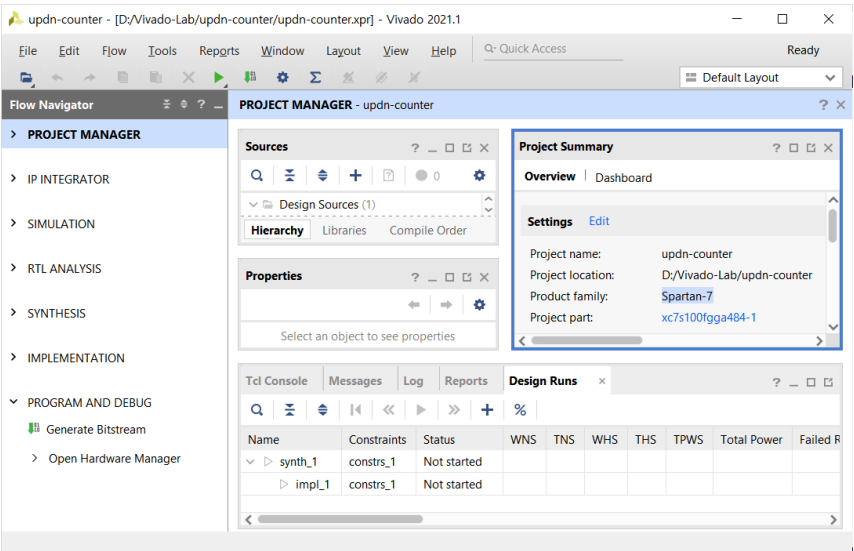 updn-counter - [D:/Vivado-Lab/updn-counter/updn-counter.xpr] - Vivado 2021.1
File Edit Flow Tools Reports Window Layout View Help Q- Quick Access Ready
Default Layout
Flow Navigator
PROJECT MANAGER
IP INTEGRATOR
SIMULATION
RTL ANALYSIS
SYNTHESIS
IMPLEMENTATION
PROGRAM AND DEBUG
Generate Bitstream
Open Hardware Manager
PROJECT MANAGER - updn-counter
Sources
0
Design Sources (1)
Hierarchy Libraries Compile Order
Properties
Select an object to see properties
Project Summary
Overview Dashboard
Settings Edit
Project name: updn-counter
Project location: D:/Vivado-Lab/updn-counter
Product family: Spartan-7
Project part: xc7s100fgga484-1
Tcl Console Messages Log Reports Design Runs
Name Constraints Status WNS TNS WHS THS TPWS Total Power Failed R
synth_1 constrs_1 Not started
impl_1 constrs_1 Not started